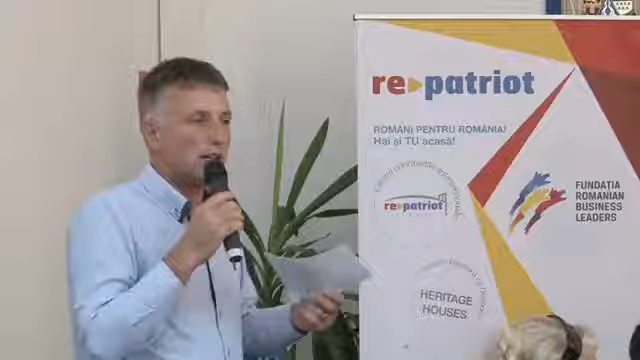 re patriot
ROMÂNI PENTRU ROMÂNIA!
Hai și TU acasă!
re patriot
FUNDAȚIA
ROMANIAN
BUSINESS
LEADERS
HERITAGE
HOUSES